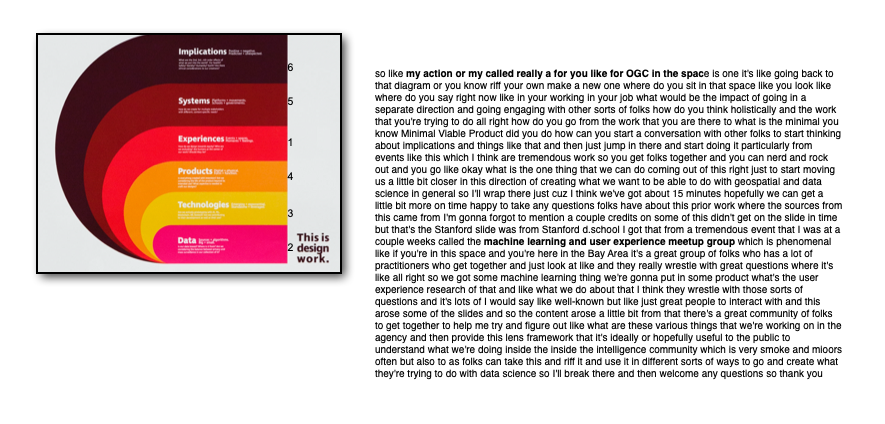 Implications
6
Systems
5
Experiences
1
Products
4
Technologies
3
Data
2
This is
design
work.
so like my action or my called really a for you like for OGC in the space is one it's like going back to
that diagram or you know riff your own make a new one where do you sit in that space like you look like
where do you say right now like in your working in your job what would be the impact of going in a
separate direction and going engaging with other sorts of folks how do you think holistically and the work
that you're trying to do all right how do you go from the work that you are there to what is the minimal you
know Minimal Viable Product did you do how can you start a conversation with other folks to start thinking
about implications and things like that and then just jump in there and start doing it particularly from
events like this which I think are tremendous work so you get folks together and you can nerd and rock
out and you go like okay what is the one thing that we can do coming out of this right just to start moving
us a little bit closer in this direction of creating what we want to be able to do with geospatial and data
science in general so I'll wrap there just cuz I think we've got about 15 minutes hopefully we can get a
little bit more on time happy to take any questions folks have about this prior work where the sources from
this came from I'm gonna forgot to mention a couple credits on some of this didn't get on the slide in time
but that's the Stanford slide was from Stanford d.school I got that from a tremendous event that I was at a
couple weeks called the machine learning and user experience meetup group which is phenomenal
like if you're in this space and you're here in the Bay Area it's a great group of folks who has a lot of
practitioners who get together and just look at like and they really wrestle with great questions where it's
like all right so we got some machine learning thing we're gonna put in some product what's the user
experience research of that and like what we do about that I think they wrestle with those sorts of
questions and it's lots of I would say like well-known but like just great people to interact with and this
arose some of the slides and so the content arose a little bit from that there's a great community of folks
to get together to help me try and figure out like what are these various things that we're working on in the
agency and then provide this lens framework that it's ideally or hopefully useful to the public to
understand what we're doing inside the inside the intelligence community which is very smoke and mioors
often but also to as folks can take this and riff it and use it in different sorts of ways to go and create what
they're trying to do with data science so I'll break there and then welcome any questions so thank you